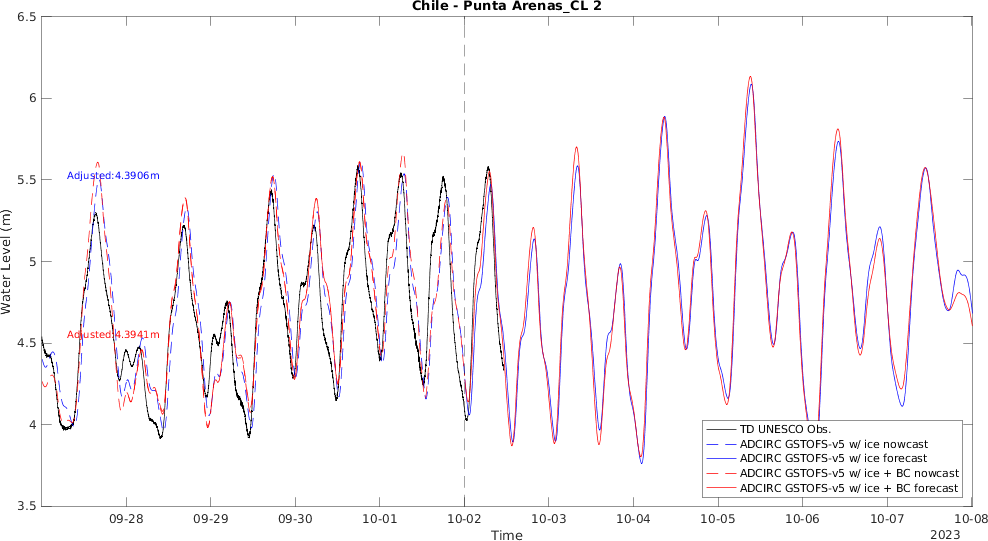 Chile - Punta Arenas_CL 2
6.5
6
5.5
5
4.5
4
3.5
Water Level (m)
Adjusted:4.3906m
Adjusted:4.3941m
TD UNESCO Obs.
ADCIRC GSTOFS-v5 w/ ice nowcast
ADCIRC GSTOFS-v5 w/ ice forecast
ADCIRC GSTOFS-v5 w/ ice + BC nowcast
ADCIRC GSTOFS-v5 w/ ice + BC forecast
09-28 09-29 09-30 10-01 10-02 10-03 10-04 10-05 10-06 10-07 10-08
Time
2023